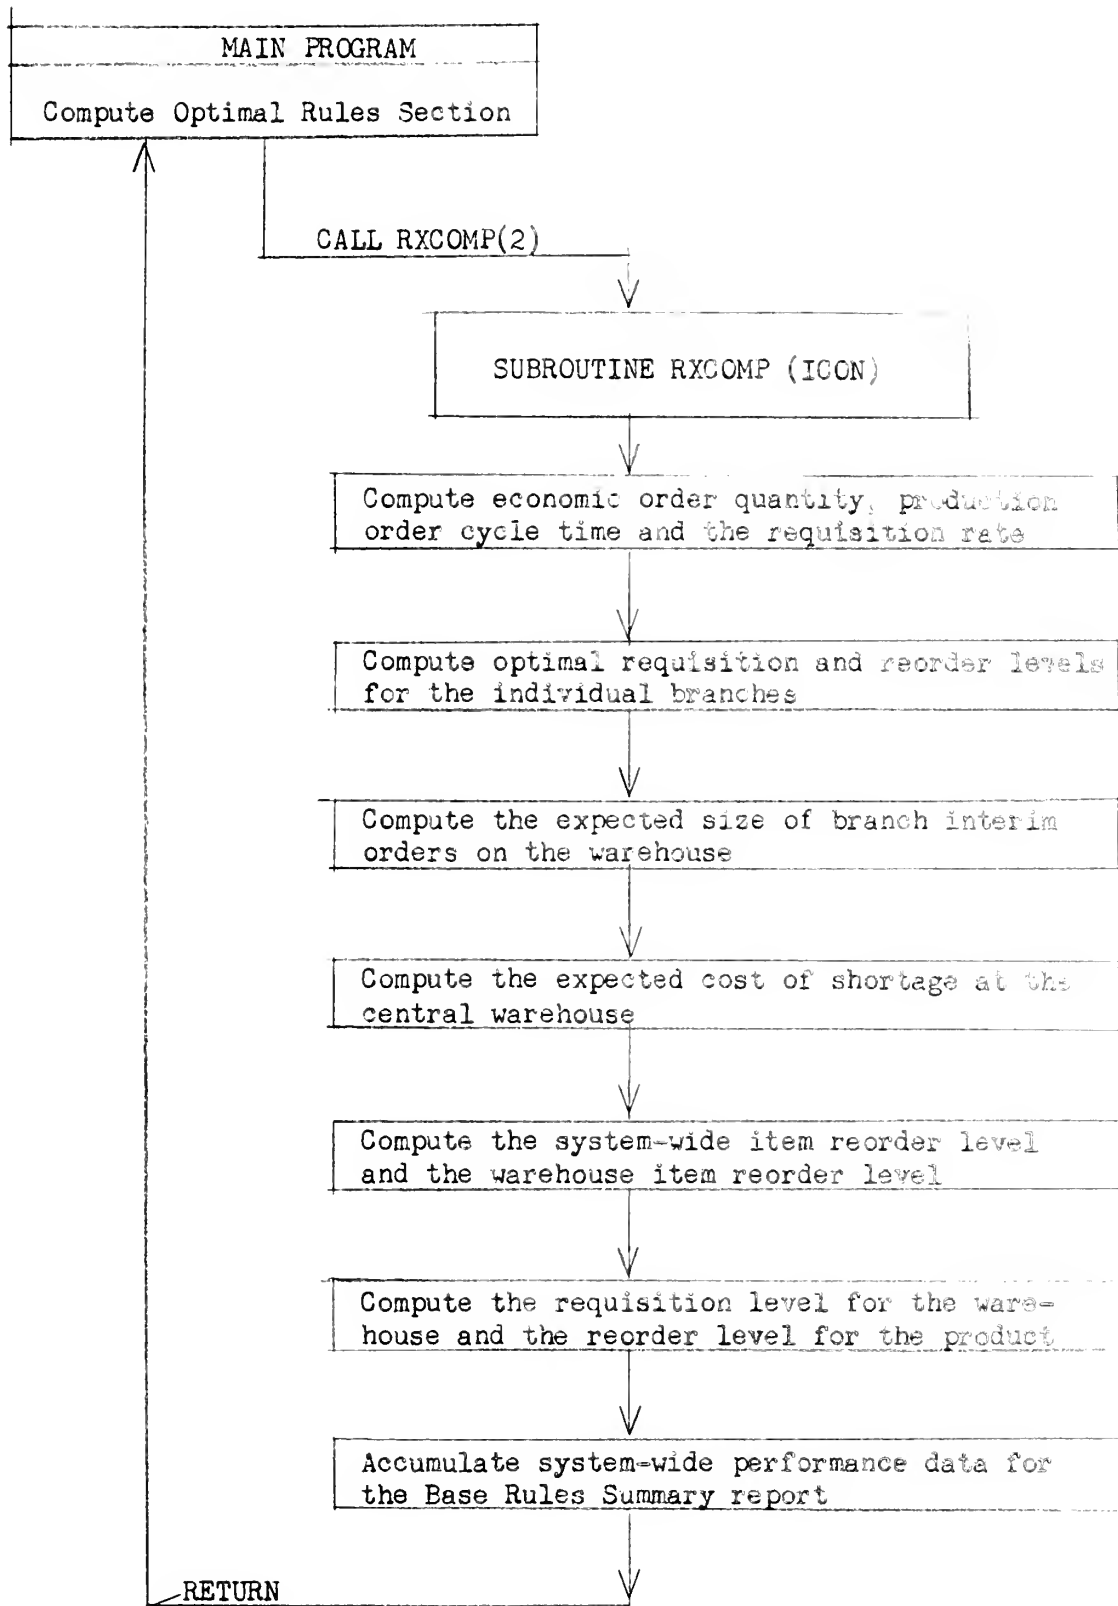 MAIN PROGRAM
Compute Optimal Rules Section
CALL RXCOMP(2)
SUBROUTINE RXCOMP (ICON)
Compute economic order quantity, production
order cycle time and the requisition rate
Compute optimal requisition and reorder levels
for the individual branches
Compute the expected size of branch interim
orders on the warehouse
Compute the expected cost of shortage at the
central warehouse
Compute the system-wide item reorder level
and the warehouse item reorder level
Compute the requisition level for the ware-
house and the reorder level for the product
Accumulate system-wide performance data for
the Base Rules Summary report
RETURN